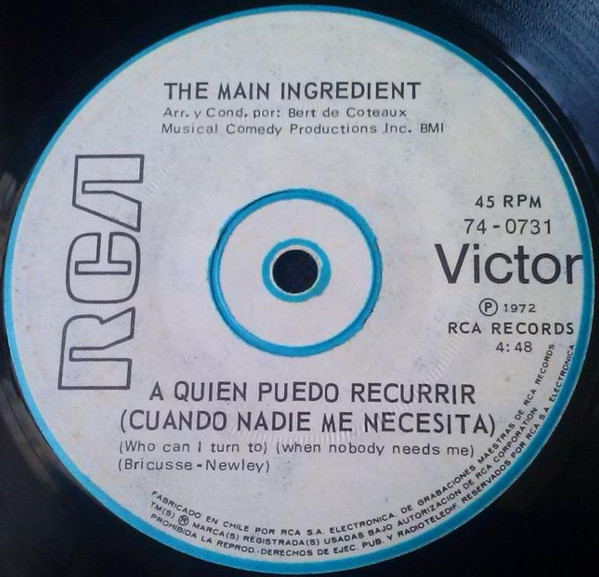 THE MAIN INGREDIENT
Arr. y Cond. por: Bert de Coteaux
Musical Comedy Productions Inc. BMI
RCA
45 RPM
74-0731
Victor
Ⓟ 1972
RCA RECORDS
4:48
A QUIEN PUEDO RECURRIR
(CUANDO NADIE ME NECESITA)
(Who can I turn to) (when nobody needs me)
(Bricusse-Newley)
FABRICADO EN CHILE POR RCA S.A. ELECTRONICA, DE GRABACIONES MAESTRAS DE RCA RECORDS
TM(S) ® MARCA(S) REGISTRADA(S) USADAS BAJO AUTORIZACION DE RCA CORPORATION
PROHIBIDA LA REPROD.-DERECHOS DE EJEC. PUB. Y RADIOTELEDIF. RESERVADOS POR RCA S.A ELECTRONICA